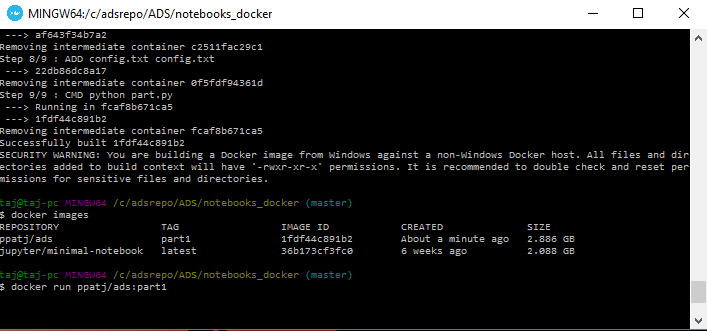 MINGW64:/c/adsrepo/ADS/notebooks_docker
---> af643f34b7a2
Removing intermediate container c2511fac29c1
Step 8/9 : ADD config.txt config.txt
---> 22db86dc8a17
Removing intermediate container 0f5fdf94361d
Step 9/9 : CMD python part.py
---> Running in fcaf8b671ca5
---> 1fdf44c891b2
Removing intermediate container fcaf8b671ca5
Successfully built 1fdf44c891b2
SECURITY WARNING: You are building a Docker image from Windows against a non-Windows Docker host. All files and dir
ectories added to build context will have '-rwxr-xr-x' permissions. It is recommended to double check and reset per
missions for sensitive files and directories.
taj@taj-pc MINGW64 /c/adsrepo/ADS/notebooks_docker (master)
$ docker images
REPOSITORY TAG IMAGE ID CREATED SIZE
ppatj/ads part1 1fdf44c891b2 About a minute ago 2.886 GB
jupyter/minimal-notebook latest 36b173cf3fc0 6 weeks ago 2.088 GB
taj@taj-pc MINGW64 /c/adsrepo/ADS/notebooks_docker (master)
$ docker run ppatj/ads:part1